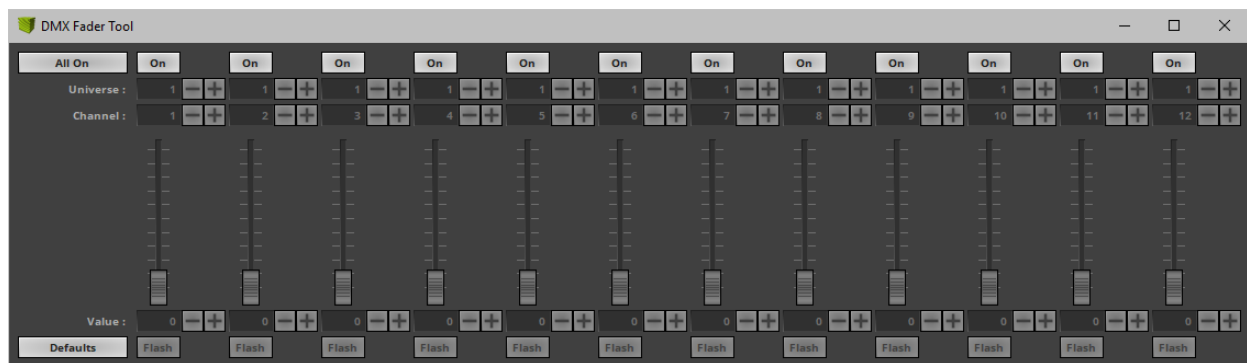 DMX Fader Tool
All On On On On On On On On On On On On On
Universe : 1 1 1 1 1 1 1 1 1 1 1 1
Channel : 1 2 3 4 5 6 7 8 9 10 11 12
Value : 0 0 0 0 0 0 0 0 0 0 0 0
Defaults Flash Flash Flash Flash Flash Flash Flash Flash Flash Flash Flash Flash